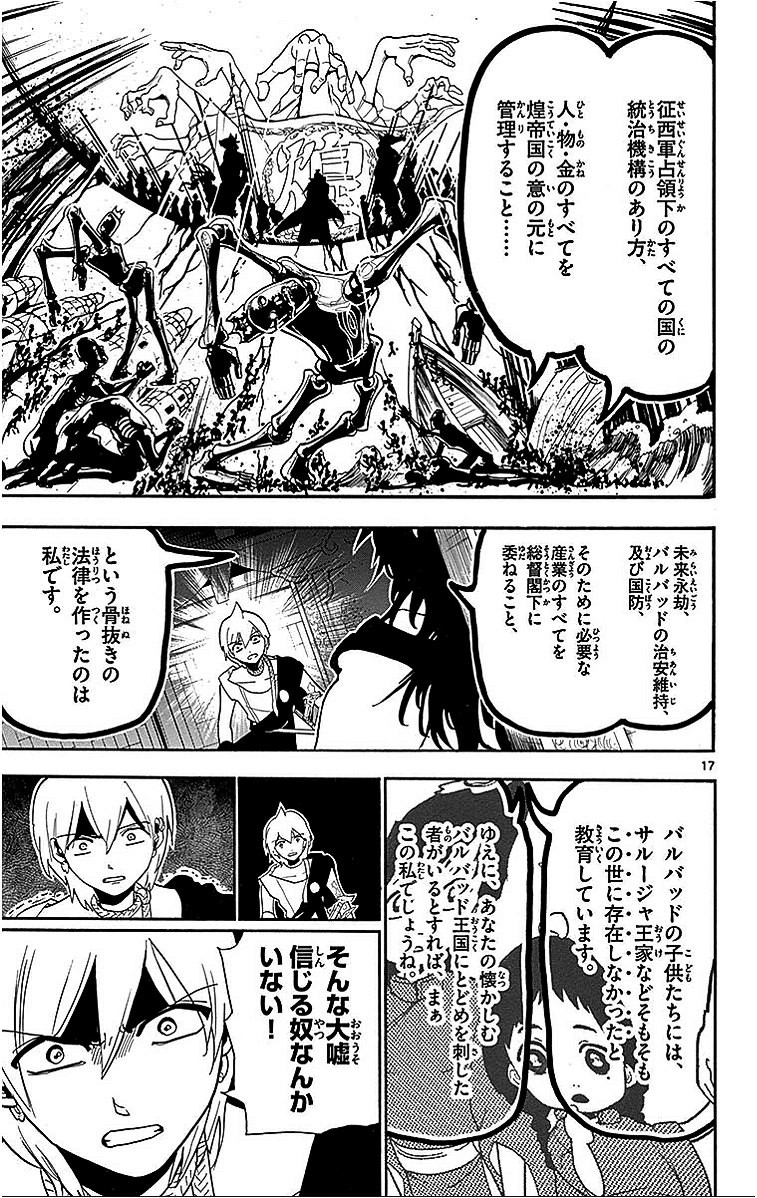 征西軍占領下のすべての国の
統治機構のあり方、
人・物・金のすべてを
煌帝国の意の元に
管理すること……
煌
未来永劫、
バルバッドの治安維持、
及び国防、
そのために必要な
産業のすべてを
総督閣下に
委ねること、
という骨抜きの
法律を作ったのは
私です。
17
バルバッドの子供たちには、
サルージャ王家などそもそも
この世に存在しなかったと
教育しています。
ゆえに、あなたの懐かしむ
バルバッド王国にとどめを刺した
者がいるとすれば、まぁ
この私でしょうね。
そんな大嘘
信じる奴なんか
いない！